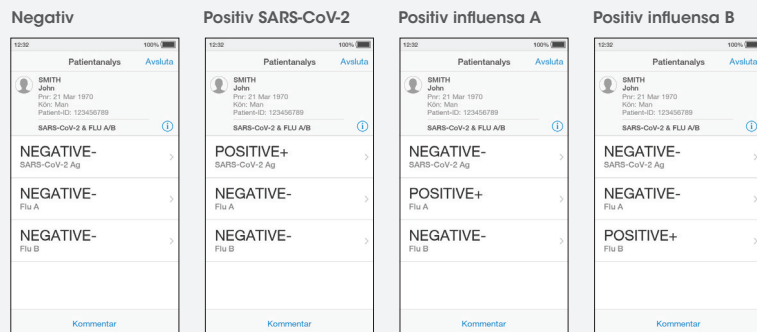 Negativ
12:32 100%
Patientanalys Avsluta
SMITH
John
Pnr: 21 Mar 1970
Kön: Man
Patient-ID: 123456789
SARS-CoV-2 & FLU A/B
NEGATIVE-
SARS-CoV-2 Ag
NEGATIVE-
Flu A
NEGATIVE-
Flu B
Kommentar
Positiv SARS-CoV-2
12:32 100%
Patientanalys Avsluta
SMITH
John
Pnr: 21 Mar 1970
Kön: Man
Patient-ID: 123456789
SARS-CoV-2 & FLU A/B
POSITIVE+
SARS-CoV-2 Ag
NEGATIVE-
Flu A
NEGATIVE-
Flu B
Kommentar
Positiv influensa A
12:32 100%
Patientanalys Avsluta
SMITH
John
Pnr: 21 Mar 1970
Kön: Man
Patient-ID: 123456789
SARS-CoV-2 & FLU A/B
NEGATIVE-
SARS-CoV-2 Ag
POSITIVE+
Flu A
NEGATIVE-
Flu B
Kommentar
Positiv influensa B
12:32 100%
Patientanalys Avsluta
SMITH
John
Pnr: 21 Mar 1970
Kön: Man
Patient-ID: 123456789
SARS-CoV-2 & FLU A/B
NEGATIVE-
SARS-CoV-2 Ag
NEGATIVE-
Flu A
POSITIVE+
Flu B
Kommentar